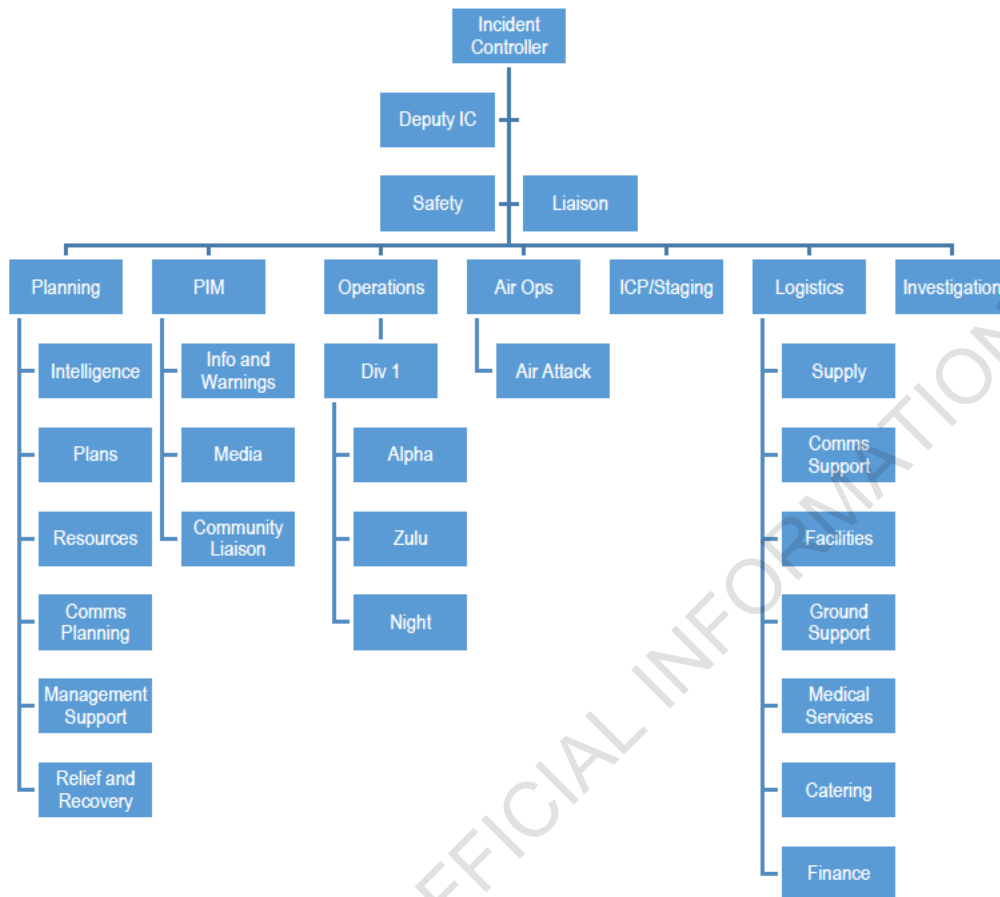 Incident
Controller
Deputy IC
Safety
Liaison
Planning
PIM
Operations
Air Ops
ICP/Staging
Logistics
Investigation
Intelligence
Info and
Warnings
Div 1
Air Attack
Supply
Plans
Media
Alpha
Comms
Support
Resources
Community
Liaison
Zulu
Facilities
Comms
Planning
Night
Ground
Support
Management
Support
Medical
Services
Relief and
Recovery
Catering
Finance
FFICIAL INFORMATION